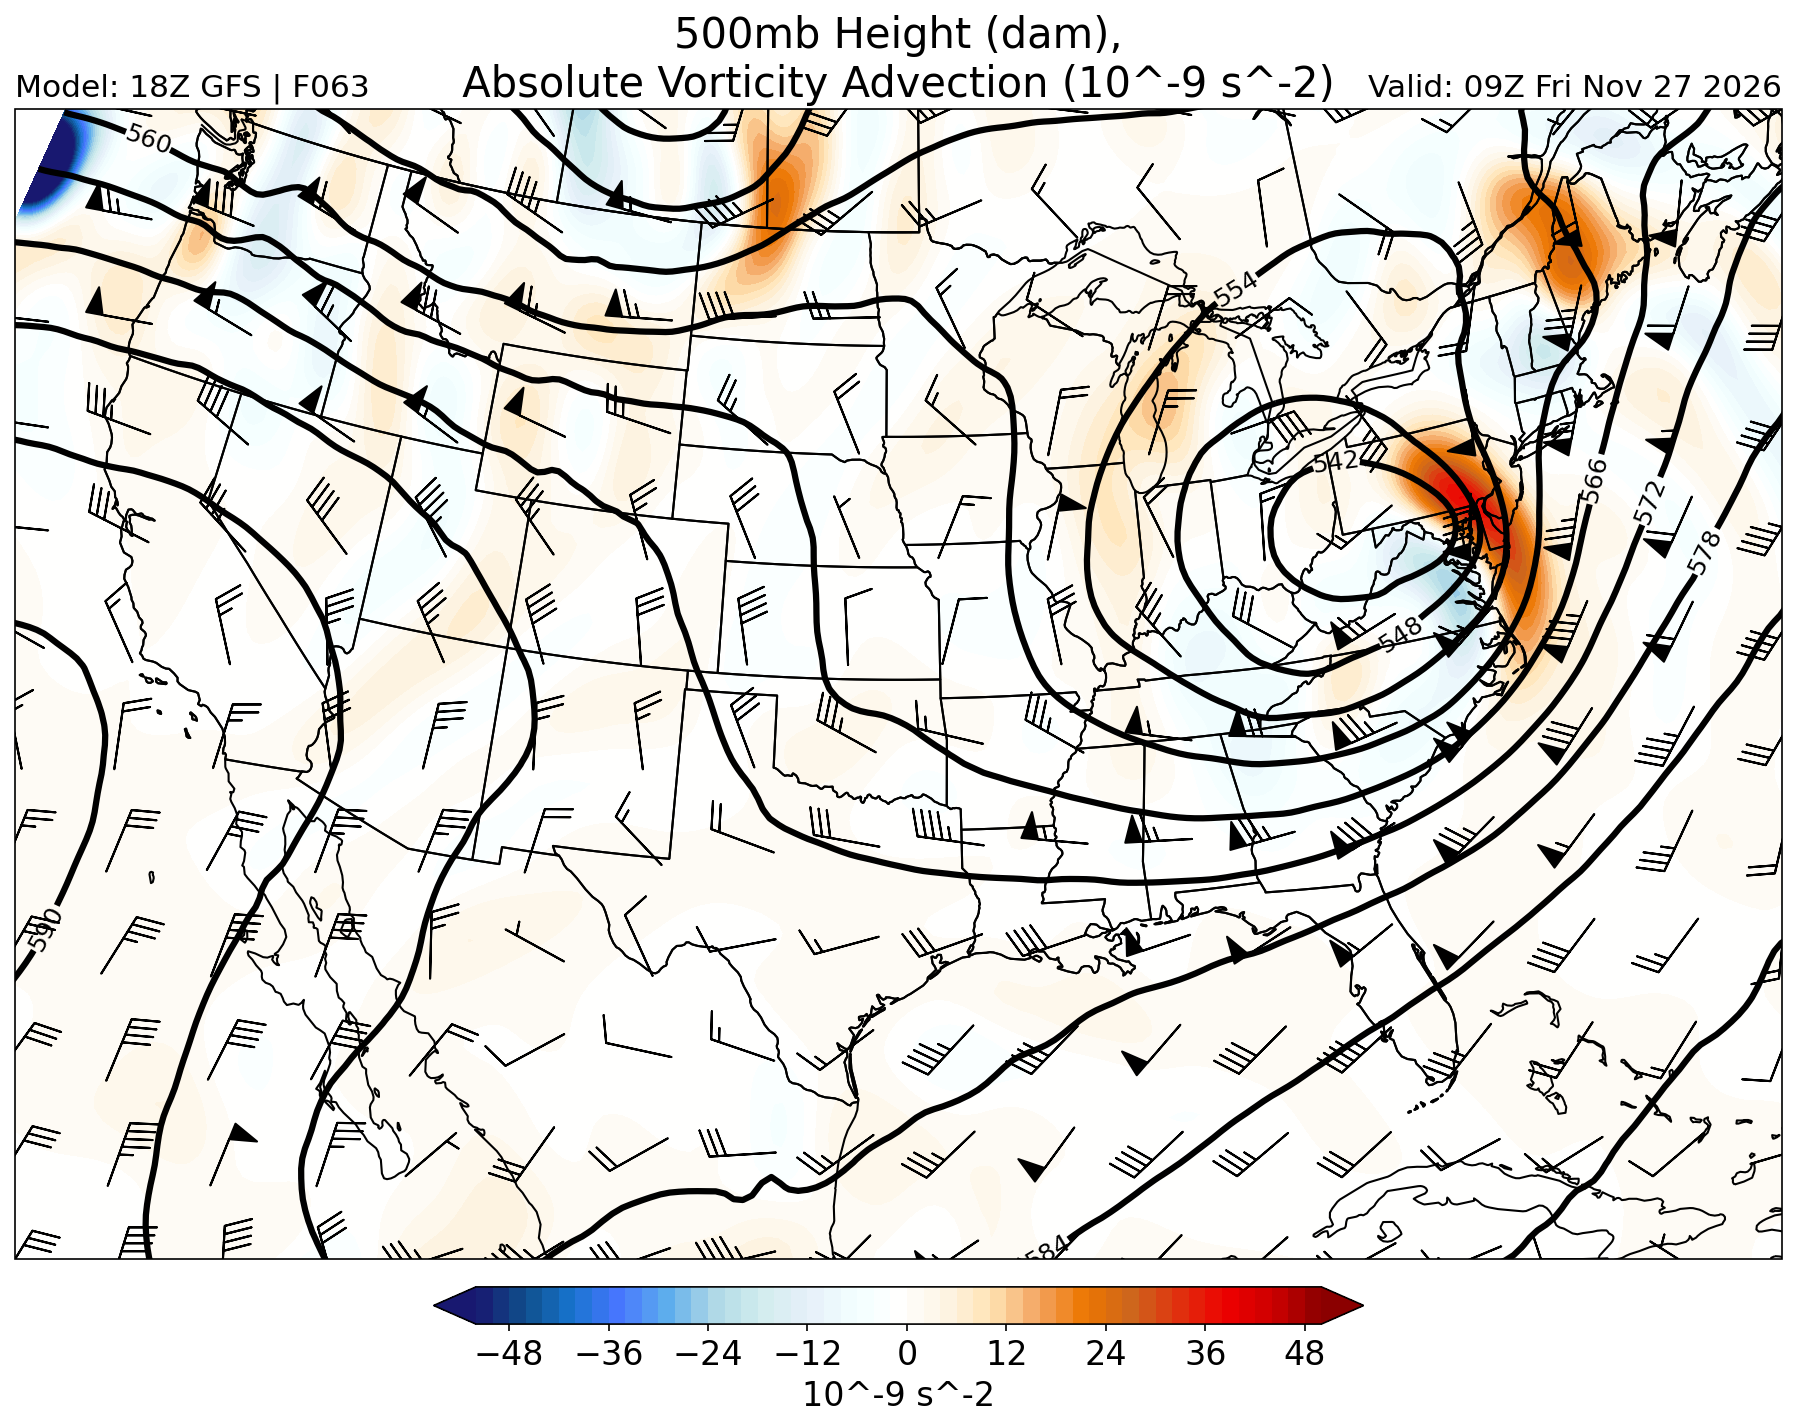 500mb Height (dam),
Model: 18Z GFS | F063
Absolute Vorticity Advection (10^-9 s^-2)
Valid: 09Z Fri Nov 27 2026
560
554
542
566
572
578
548
590
584
−48 −36 −24 −12 0 12 24 36 48
10^-9 s^-2